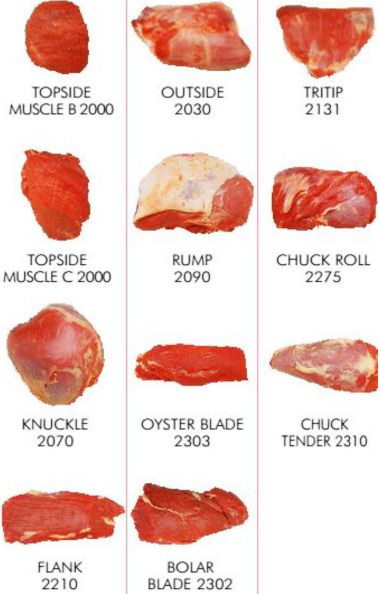 TOPSIDE
MUSCLE B 2000
OUTSIDE
2030
TRITIP
2131
TOPSIDE
MUSCLE C 2000
RUMP
2090
CHUCK ROLL
2275
KNUCKLE
2070
OYSTER BLADE
2303
CHUCK
TENDER 2310
FLANK
2210
BOLAR
BLADE 2302